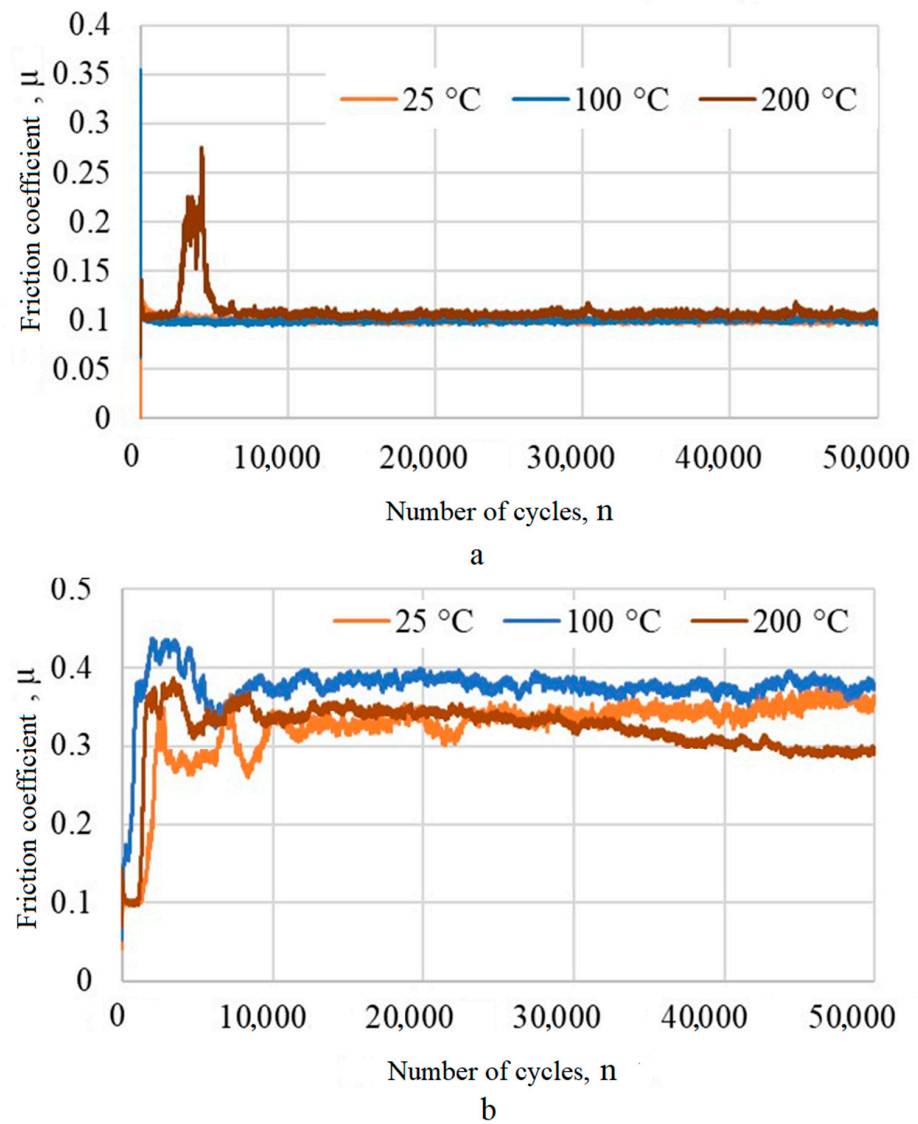 0.4
0.35
0.3
0.25
0.2
0.15
0.1
0.05
0
Friction coefficient , μ
25 °C 100 °C 200 °C
0 10,000 20,000 30,000 40,000 50,000
Number of cycles, n
a
0.5
0.4
0.3
0.2
0.1
0
Friction coefficient , μ
25 °C 100 °C 200 °C
0 10,000 20,000 30,000 40,000 50,000
Number of cycles, n
b